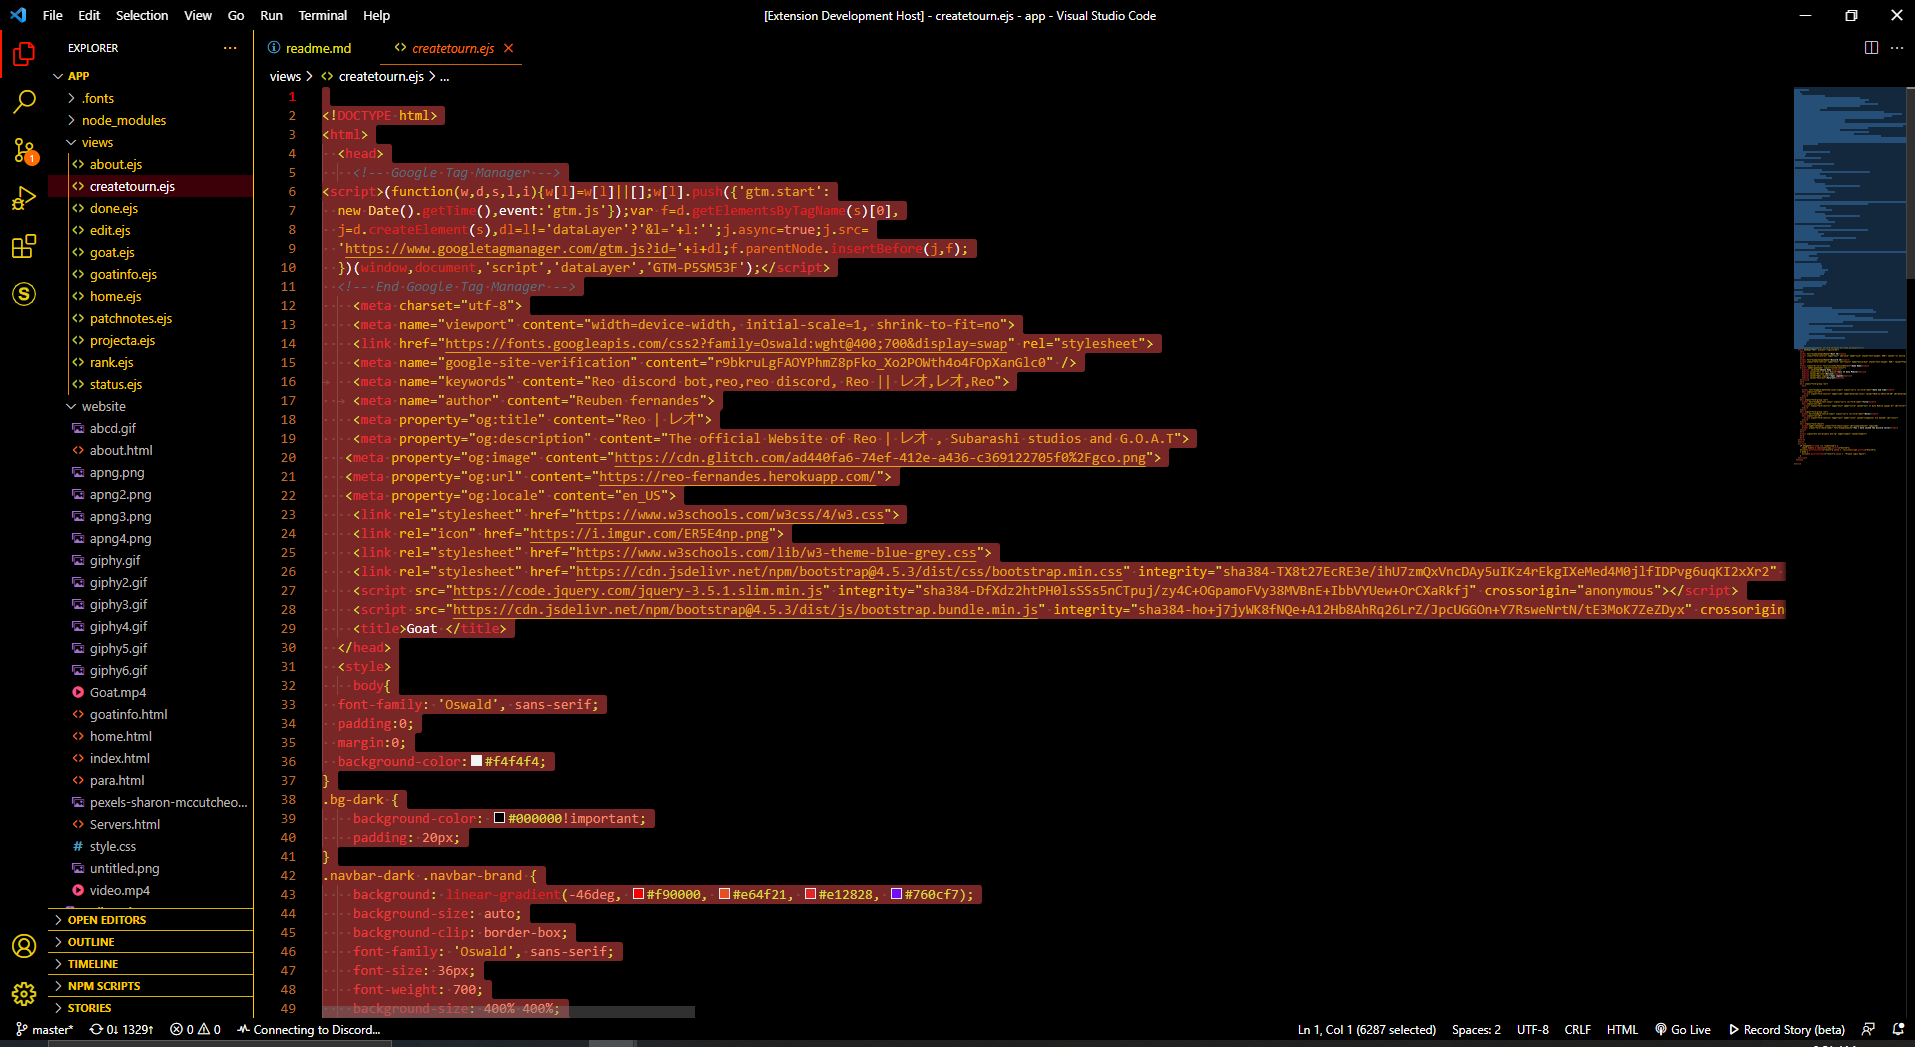 File Edit Selection View Go Run Terminal Help
[Extension Development Host] - createtourn.ejs - app - Visual Studio Code
EXPLORER
APP
.fonts
node_modules
views
about.ejs
createtourn.ejs
done.ejs
edit.ejs
goat.ejs
goatinfo.ejs
home.ejs
patchnotes.ejs
projecta.ejs
rank.ejs
status.ejs
website
abcd.gif
about.html
apng.png
apng2.png
apng3.png
apng4.png
giphy.gif
giphy2.gif
giphy3.gif
giphy4.gif
giphy5.gif
giphy6.gif
Goat.mp4
goatinfo.html
home.html
index.html
para.html
pexels-sharon-mccutcheo...
Servers.html
style.css
untitled.png
video.mp4
OPEN EDITORS
OUTLINE
TIMELINE
NPM SCRIPTS
STORIES
1
readme.md
createtourn.ejs
views > createtourn.ejs > ...
1
2 <!DOCTYPE html>
3 <html>
4 <head>
5 <!-- Google Tag Manager -->
6 <script>(function(w,d,s,l,i){w[l]=w[l]||[];w[l].push({'gtm.start':
7 new Date().getTime(),event:'gtm.js'});var f=d.getElementsByTagName(s)[0],
8 j=d.createElement(s),dl=l!='dataLayer'?'&l='+l:'';j.async=true;j.src=
9 'https://www.googletagmanager.com/gtm.js?id='+i+dl;f.parentNode.insertBefore(j,f);
10 })(window,document,'script','dataLayer','GTM-P5SM53F');</script>
11 <!-- End Google Tag Manager -->
12 <meta charset="utf-8">
13 <meta name="viewport" content="width=device-width, initial-scale=1, shrink-to-fit=no">
14 <link href="https://fonts.googleapis.com/css2?family=Oswald:wght@400;700&display=swap" rel="stylesheet">
15 <meta name="google-site-verification" content="r9bkruLgFAOYPhmZ8pFko_Xo2POWth4o4FOpXanGlc0" />
16 <meta name="keywords" content="Reo discord bot,reo,reo discord, Reo || レオ,レオ,Reo">
17 <meta name="author" content="Reuben fernandes">
18 <meta property="og:title" content="Reo | レオ">
19 <meta property="og:description" content="The official Website of Reo | レオ , Subarashi studios and G.O.A.T">
20 <meta property="og:image" content="https://cdn.glitch.com/ad440fa6-74ef-412e-a436-c369122705f0%2Fgco.png">
21 <meta property="og:url" content="https://reo-fernandes.herokuapp.com/">
22 <meta property="og:locale" content="en_US">
23 <link rel="stylesheet" href="https://www.w3schools.com/w3css/4/w3.css">
24 <link rel="icon" href="https://i.imgur.com/ER5E4np.png">
25 <link rel="stylesheet" href="https://www.w3schools.com/lib/w3-theme-blue-grey.css">
26 <link rel="stylesheet" href="https://cdn.jsdelivr.net/npm/bootstrap@4.5.3/dist/css/bootstrap.min.css" integrity="sha384-TX8t27EcRE3e/ihU7zmQxVncDAy5uIKz4rEkgIXeMed4M0jlfIDPvg6uqKI2xXr2"
27 <script src="https://code.jquery.com/jquery-3.5.1.slim.min.js" integrity="sha384-DfXdz2htPH0lsSSs5nCTpuj/zy4C+OGpamoFVy38MVBnE+IbbVYUew+OrCXaRkfj" crossorigin="anonymous"></script>
28 <script src="https://cdn.jsdelivr.net/npm/bootstrap@4.5.3/dist/js/bootstrap.bundle.min.js" integrity="sha384-ho+j7jyWK8fNQe+A12Hb8AhRq26LrZ/JpcUGGOn+Y7RsweNrtN/tE3MoK7ZeZDyx" crossorigin
29 <title>Goat </title>
30 </head>
31 <style>
32 body{
33 font-family: 'Oswald', sans-serif;
34 padding:0;
35 margin:0;
36 background-color: #f4f4f4;
37 }
38 .bg-dark {
39 background-color: #000000!important;
40 padding: 20px;
41 }
42 .navbar-dark .navbar-brand {
43 background: linear-gradient(-46deg, #f90000, #e64f21, #e12828, #760cf7);
44 background-size: auto;
45 background-clip: border-box;
46 font-family: 'Oswald', sans-serif;
47 font-size: 36px;
48 font-weight: 700;
49 background-size: 400% 400%;
master* 0↓ 1329↑ 0 0 Connecting to Discord...
Ln 1, Col 1 (6287 selected) Spaces: 2 UTF-8 CRLF HTML Go Live Record Story (beta)